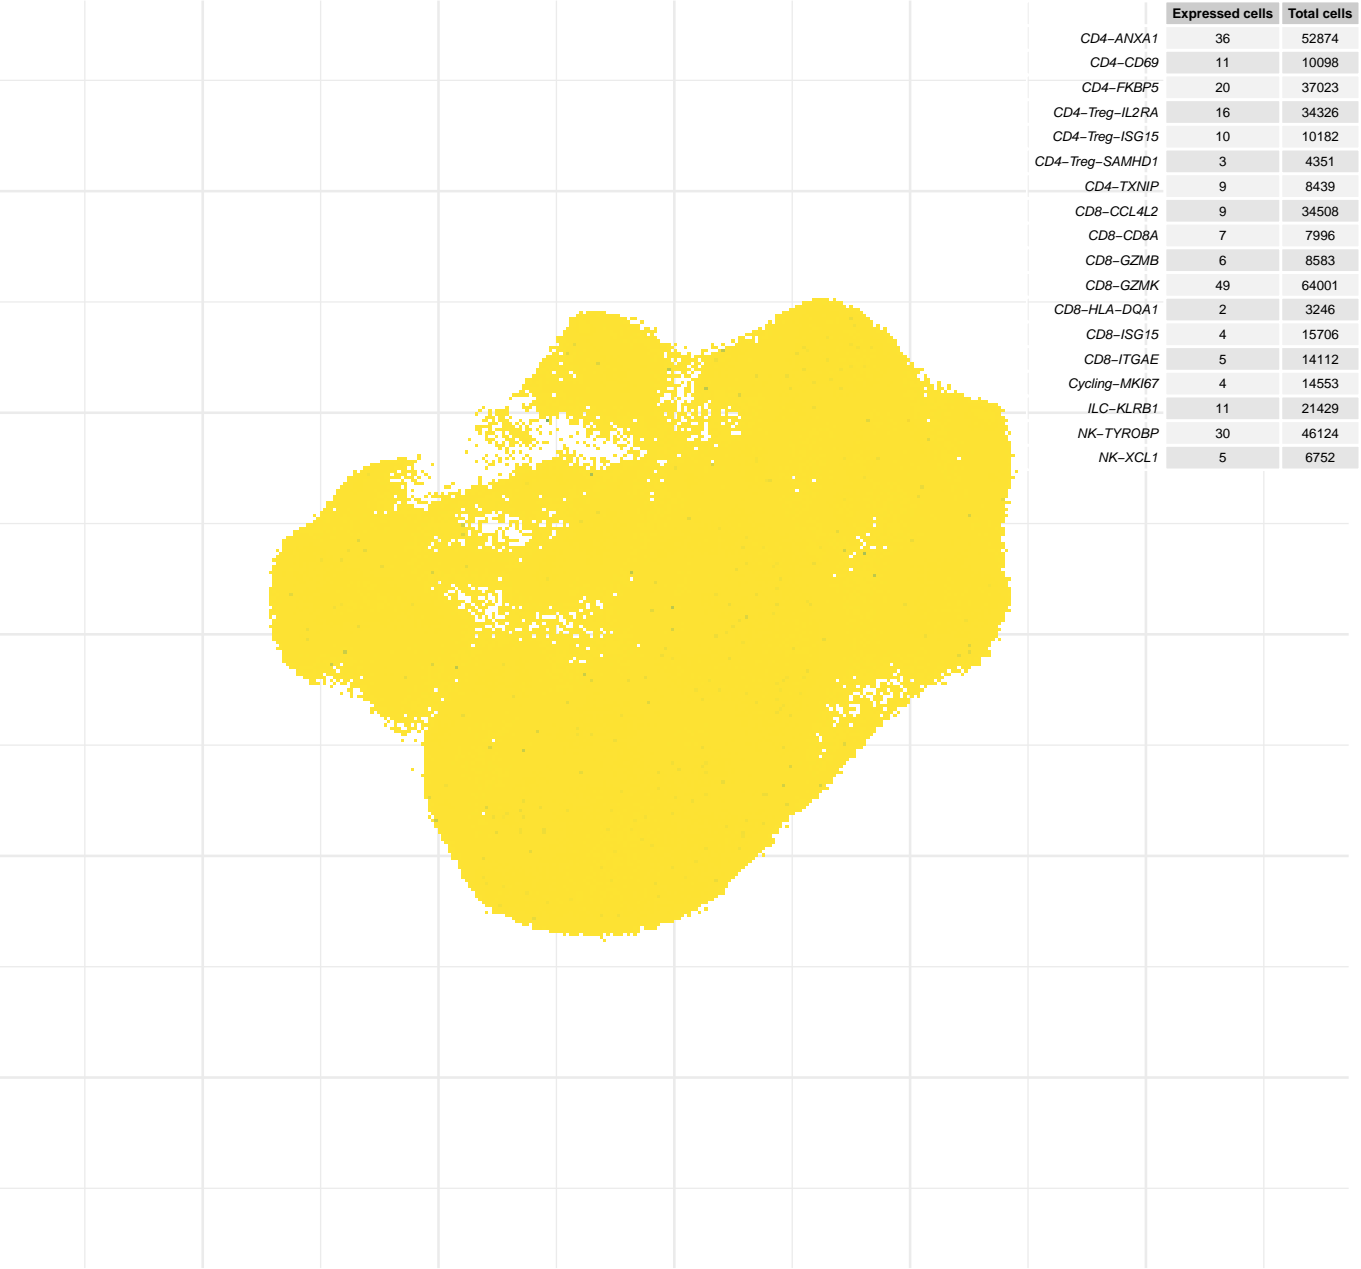 Expressed cells Total cells
CD4−ANXA1 36 52874
CD4−CD69 11 10098
CD4−FKBP5 20 37023
CD4−Treg−IL2RA 16 34326
CD4−Treg−ISG15 10 10182
CD4−Treg−SAMHD1 3 4351
CD4−TXNIP 9 8439
CD8−CCL4L2 9 34508
CD8−CD8A 7 7996
CD8−GZMB 6 8583
CD8−GZMK 49 64001
CD8−HLA−DQA1 2 3246
CD8−ISG15 4 15706
CD8−ITGAE 5 14112
Cycling−MKI67 4 14553
ILC−KLRB1 11 21429
NK−TYROBP 30 46124
NK−XCL1 5 6752